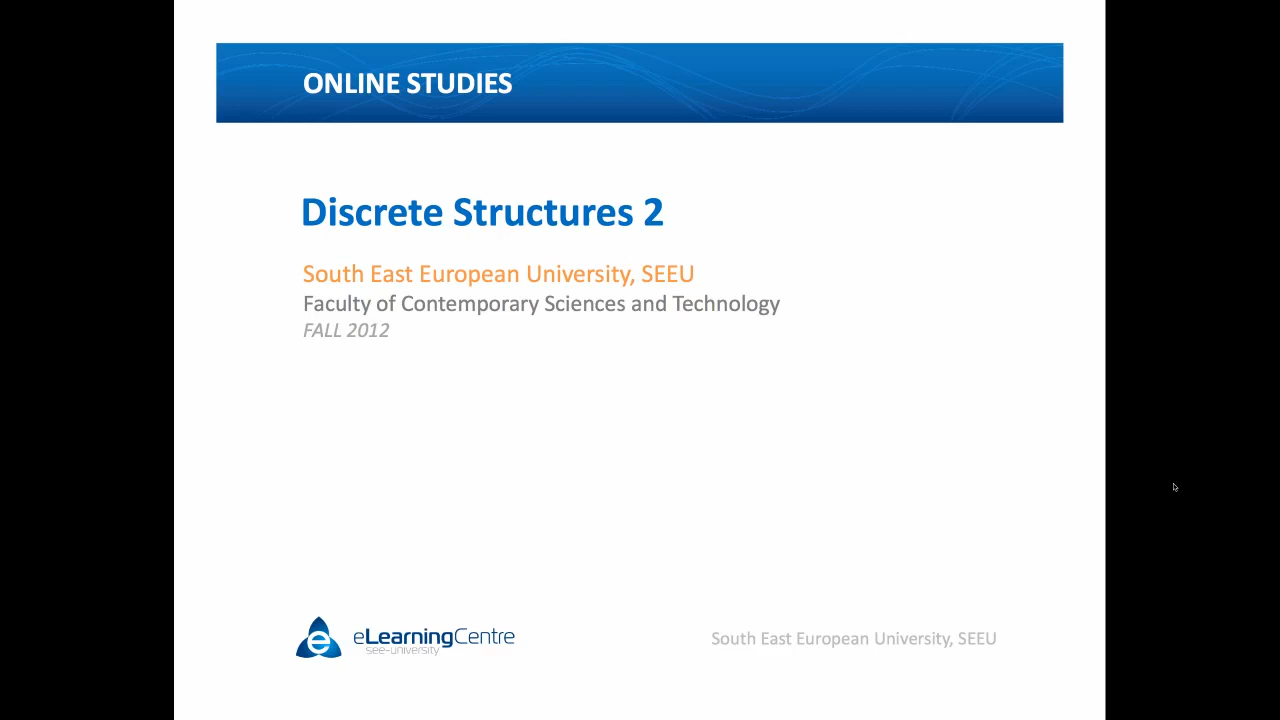 ONLINE STUDIES
Discrete Structures 2
South East European University, SEEU
Faculty of Contemporary Sciences and Technology
FALL 2012
e
eLearningCentre
see-university
South East European University, SEEU